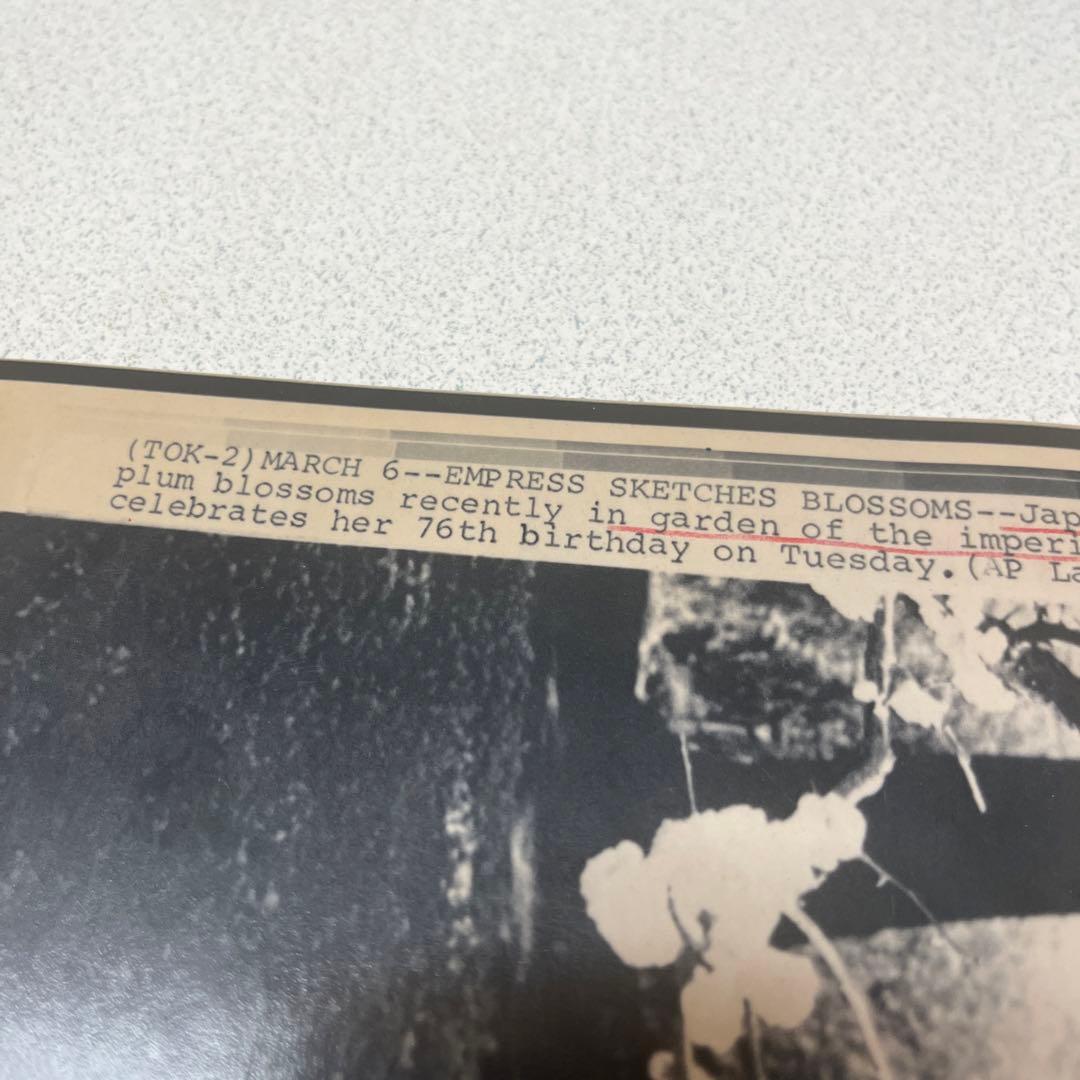 (TOK-2)MARCH 6--EMPRESS SKETCHES BLOSSOMS--Jap
plum blossoms recently in garden of the imperi
celebrates her 76th birthday on Tuesday.(AP La